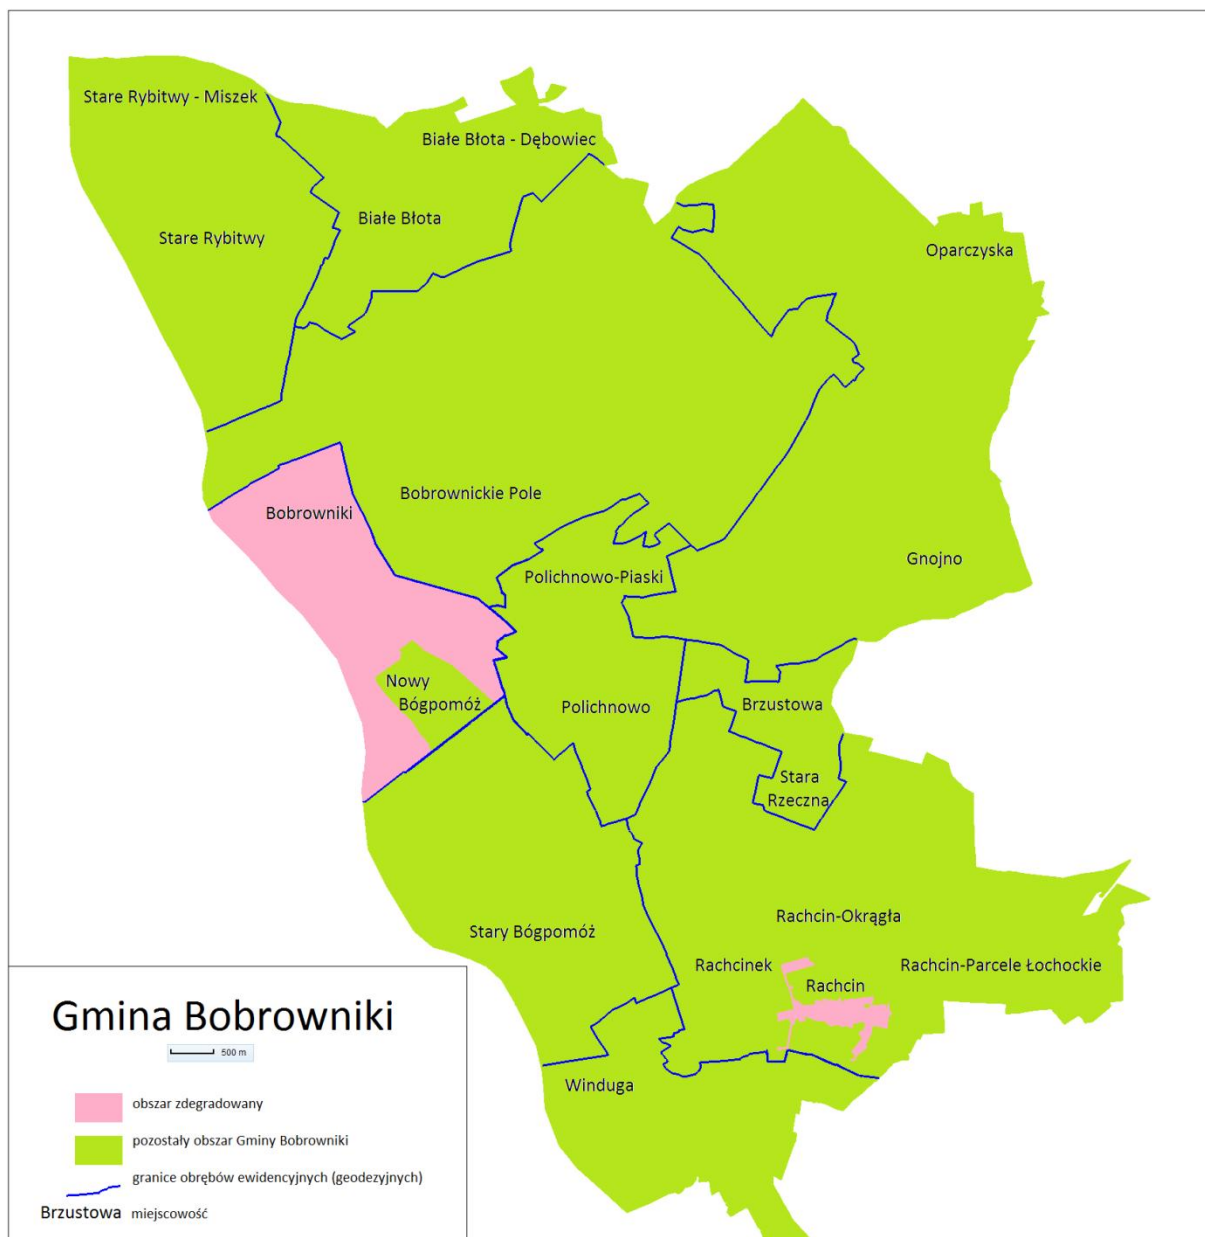 Stare Rybitwy - Miszek
Białe Błota - Dębowiec
Białe Błota
Stare Rybitwy
Oparczyska
Bobrownickie Pole
Bobrowniki
Gnojno
Polichnowo-Piaski
Nowy
Bógpomóż
Polichnowo
Brzustowa
Stara
Rzeczna
Rachcin-Okrągła
Stary Bógpomóż
Rachcinek
Rachcin-Parcele Łochockie
Rachcin
Winduga
Gmina Bobrowniki
500 m
obszar zdegradowany
pozostały obszar Gminy Bobrowniki
granice obrębów ewidencyjnych (geodezyjnych)
Brzustowa miejscowość